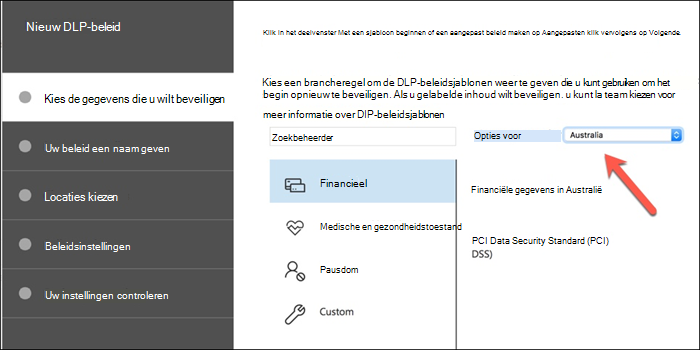 Nieuw DLP-beleid
Kies de gegevens die u wilt beveiligen
Uw beleid een naam geven
Locaties kiezen
Beleidsinstellingen
Uw instellingen controleren
Klik in het deelvenster Met een sjabloon beginnen of een aangepast beleid maken op Aangepasten klik vervolgens op Volgende.
Kies een brancheregel om de DLP-beleidsjablonen weer te geven die u kunt gebruiken om het
begin opnieuw te beveiligen. Als u gelabelde inhoud wilt beveiligen. u kunt la team kiezen voor
meer informatie over DIP-beleidsjablonen
Zoekbeheerder
Opties voor
Australia
Financieel
Medische en gezondheidstoestand
Pausdom
Custom
Financiële gegevens in Australië
PCI Data Security Standard (PCI)
DSS)